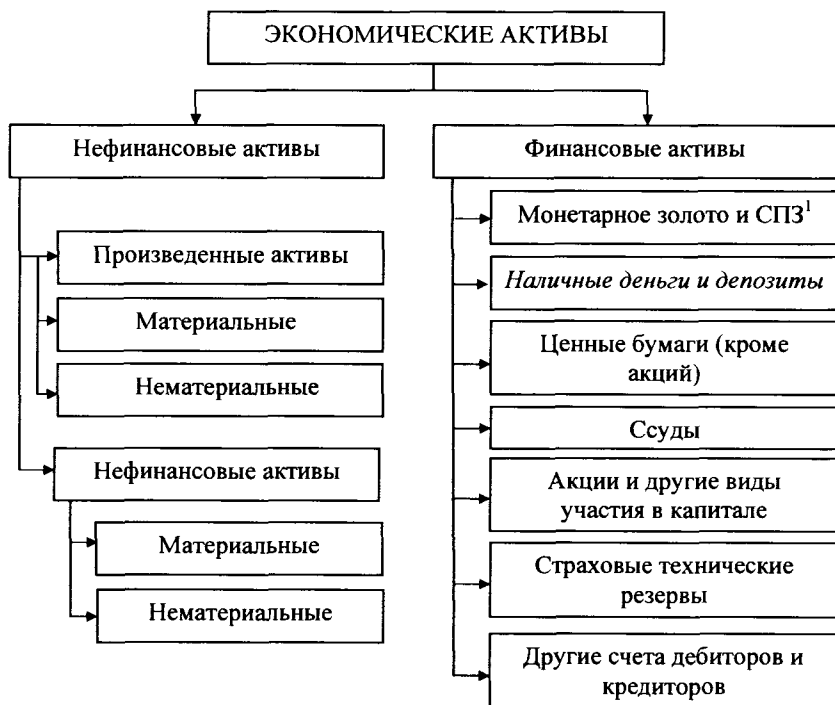 ЭКОНОМИЧЕСКИЕ АКТИВЫ
Нефинансовые активы
Произведенные активы
Материальные
Нематериальные
Нефинансовые активы
Материальные
Нематериальные
Финансовые активы
Монетарное золото и СПЗ¹
Наличные деньги и депозиты
Ценные бумаги (кроме
акций)
Ссуды
Акции и другие виды
участия в капитале
Страховые технические
резервы
Другие счета дебиторов и
кредиторов